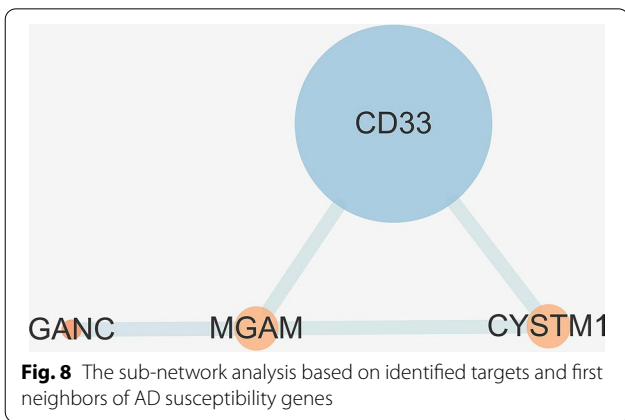 CD33
GANC MGAM CYSTM1
Fig. 8 The sub-network analysis based on identified targets and first
neighbors of AD susceptibility genes